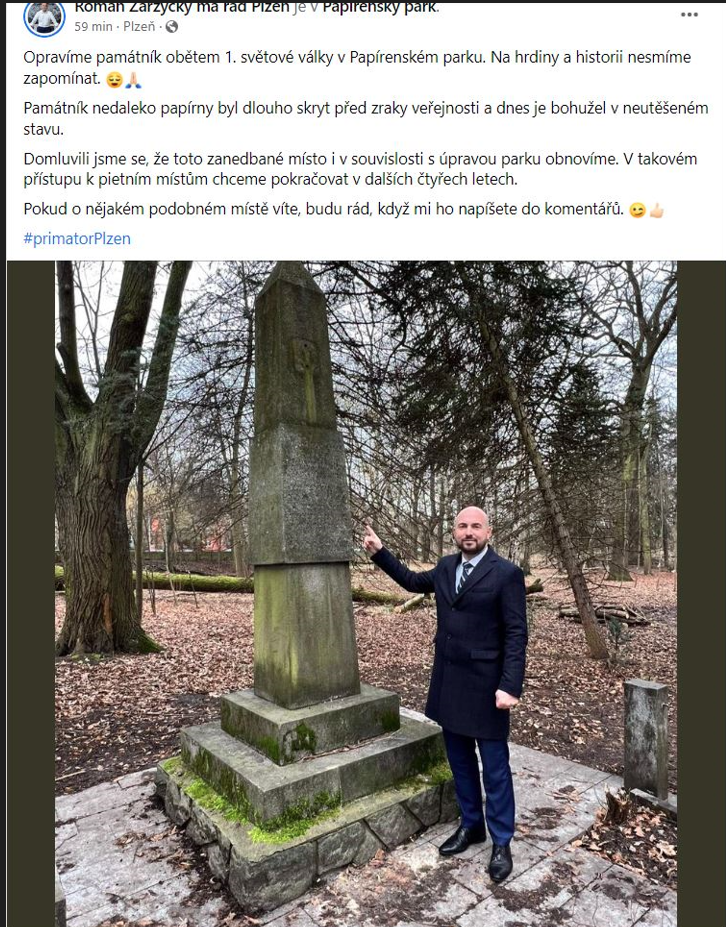 Roman Zarzycký má rád Plzeň je v Papírenský park.
59 min · Plzeň ·
Opravíme památník obětem 1. světové války v Papírenském parku. Na hrdiny a historii nesmíme
zapomínat. 😔🙏🏻
Památník nedaleko papírny byl dlouho skryt před zraky veřejnosti a dnes je bohužel v neutěšeném
stavu.
Domluvili jsme se, že toto zanedbané místo i v souvislosti s úpravou parku obnovíme. V takovém
přístupu k pietním místům chceme pokračovat v dalších čtyřech letech.
Pokud o nějakém podobném místě víte, budu rád, když mi ho napíšete do komentářů. 😉👍🏻
#primatorPlzen